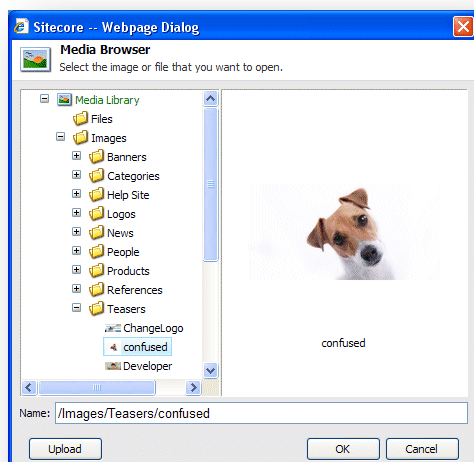 Sitecore -- Webpage Dialog
Media Browser
Select the image or file that you want to open.
Media Library
Files
Images
Banners
Categories
Help Site
Logos
News
People
Products
References
Teasers
ChangeLogo
confused
Developer
confused
Name: /Images/Teasers/confused
Upload OK Cancel